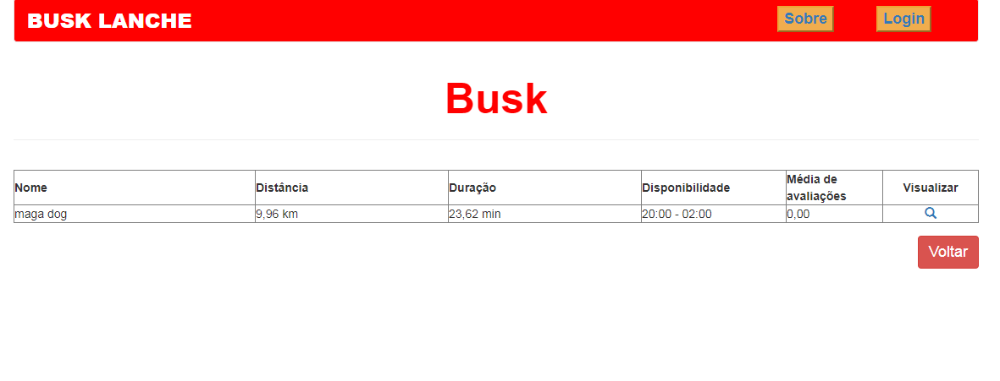 BUSK LANCHE Sobre Login
Busk
Nome Distância Duração Disponibilidade Média de avaliações Visualizar
maga dog 9,96 km 23,62 min 20:00 - 02:00 0,00
Voltar